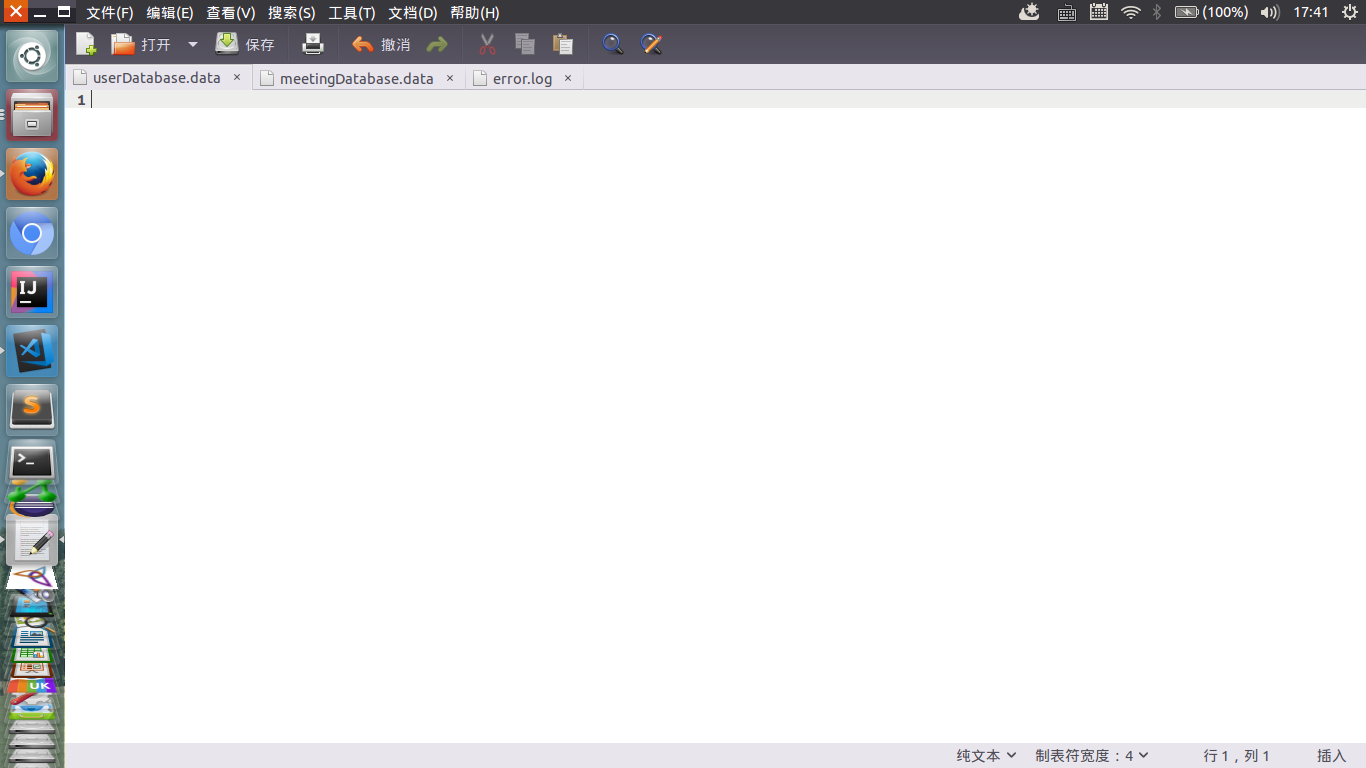 文件(F) 编辑(E) 查看(V) 搜索(S) 工具(T) 文档(D) 帮助(H) (100%) 17:41
打开 保存 撤消
userDatabase.data × meetingDatabase.data × error.log ×
1
IJ
S
>_
UK
纯文本 制表符宽度：4 行 1，列 1 插入